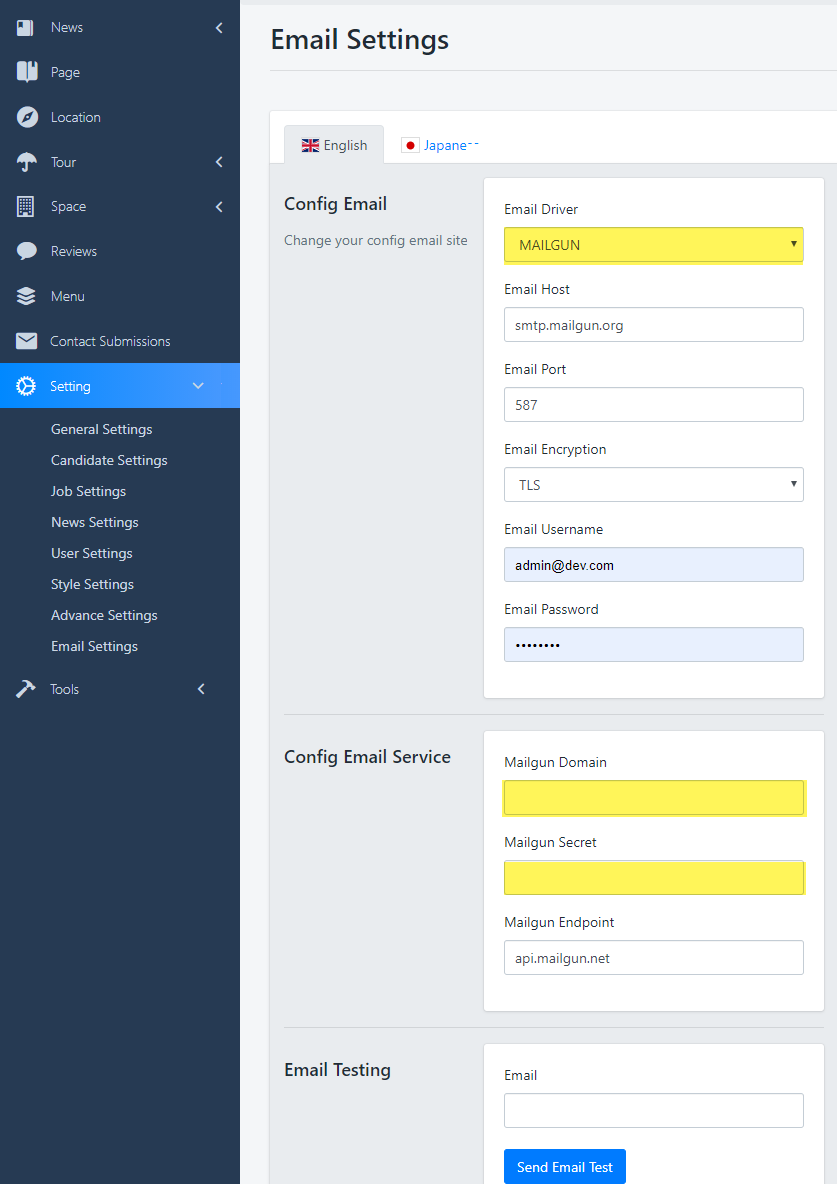 News
Page
Location
Tour
Space
Reviews
Menu
Contact Submissions
Setting
General Settings
Candidate Settings
Job Settings
News Settings
User Settings
Style Settings
Advance Settings
Email Settings
Tools
Email Settings
English
Japane--
Config Email
Change your config email site
Email Driver
MAILGUN
Email Host
smtp.mailgun.org
Email Port
587
Email Encryption
TLS
Email Username
admin@dev.com
Email Password
••••••••
Config Email Service
Mailgun Domain
Mailgun Secret
Mailgun Endpoint
api.mailgun.net
Email Testing
Email
Send Email Test